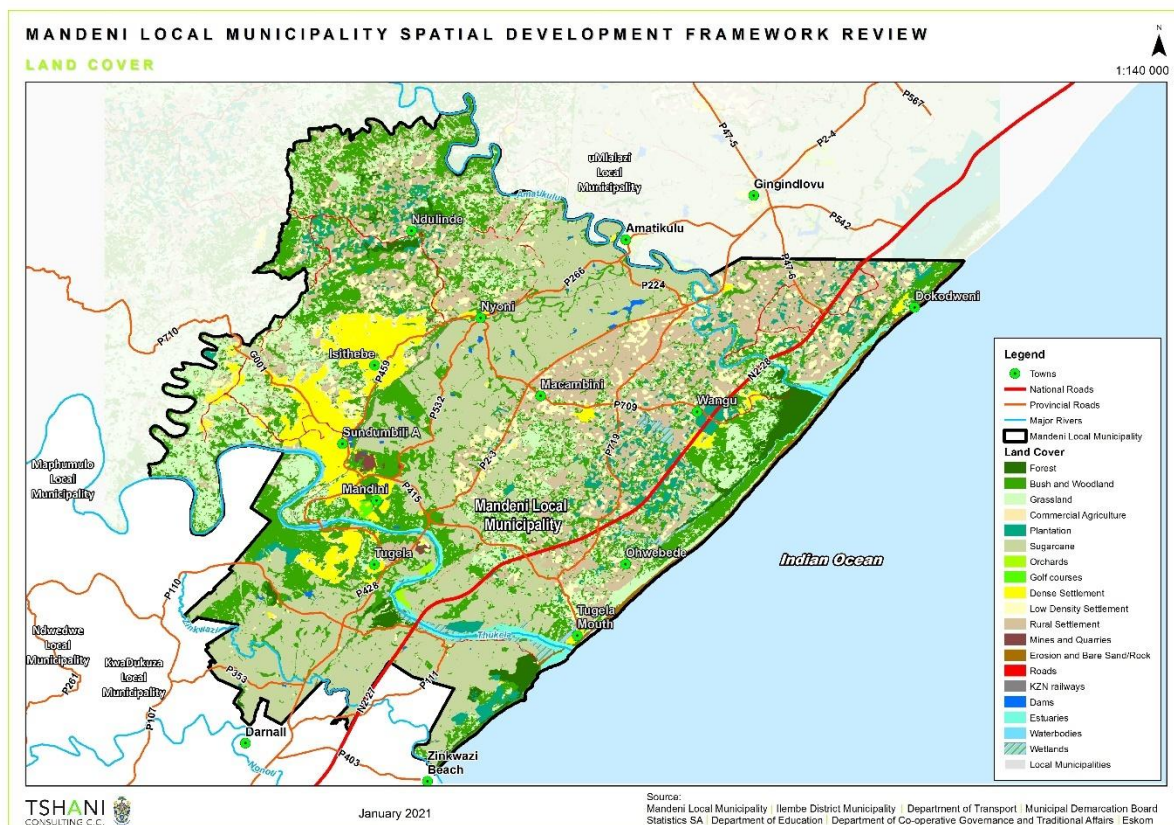 MANDENI LOCAL MUNICIPALITY SPATIAL DEVELOPMENT FRAMEWORK REVIEW
LAND COVER
N
1:140 000
P567
P47-5
P2-4
uMlalazi
Local
Municipality
Gingindlovu
Amatikulu
Ndulinde
Amatikulu
P542
P47-6
P266
P224
Dokodweni
Nyoni
P710
G001
Isithebe
P459
P532
Macambini
N2-28
Wangu
P709
Sundumbili A
P2-3
P719
Maphumulo
Local
Municipality
Mandini
P415
Mandeni Local
Municipality
Tugela
Ohwebede
Indian Ocean
P110
P428
Zinkwazi
Tugela
Mouth
Thukela
Ndwedwe
Local
Municipality
KwaDukuza
Local
Municipality
P261
P353
P111
N2-27
P107
Darnall
Nonoti
P403
Zinkwazi
Beach
Legend
Towns
National Roads
Provincial Roads
Major Rivers
Mandeni Local Municipality
Land Cover
Forest
Bush and Woodland
Grassland
Commercial Agriculture
Plantation
Sugarcane
Orchards
Golf courses
Dense Settlement
Low Density Settlement
Rural Settlement
Mines and Quarries
Erosion and Bare Sand/Rock
Roads
KZN railways
Dams
Estuaries
Waterbodies
Wetlands
Local Municipalities
TSHANI
CONSULTING C.C.
January 2021
Source:
Mandeni Local Municipality | Ilembe District Municipality | Department of Transport | Municipal Demarcation Board
Statistics SA | Department of Education | Department of Co-operative Governance and Traditional Affairs | Eskom